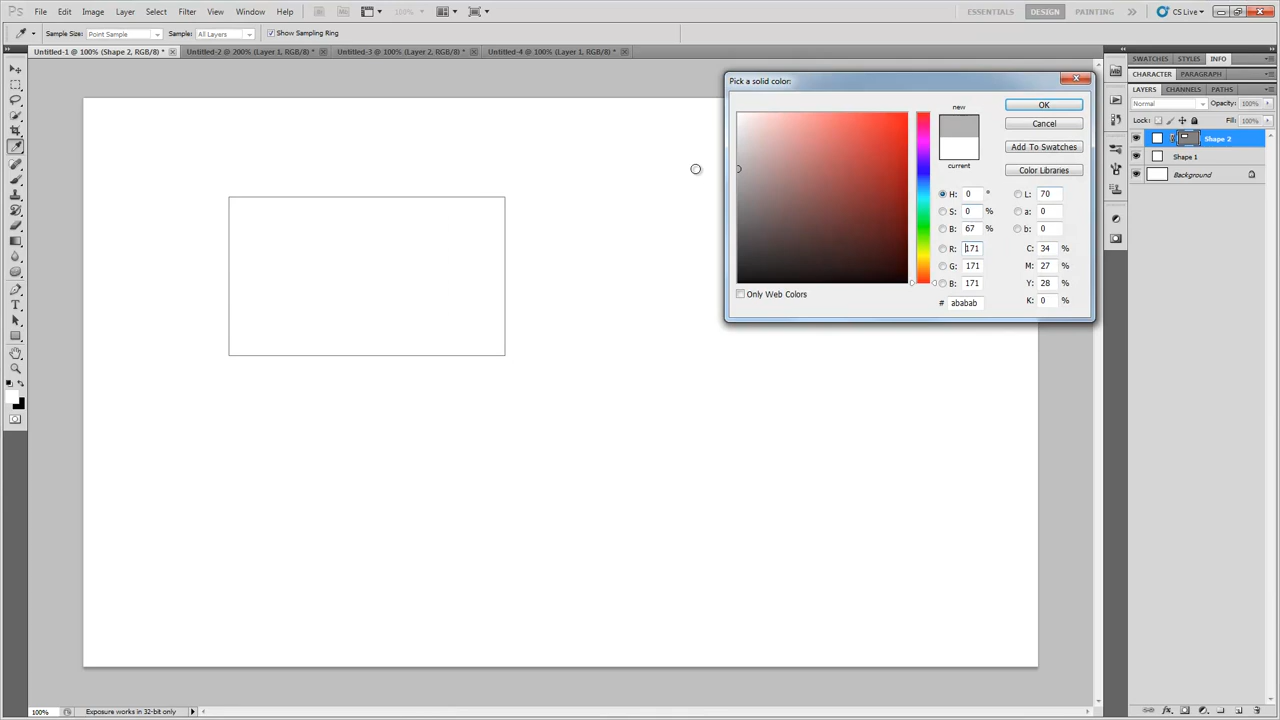 Ps File Edit Image Layer Select Filter Analysis 3D View Window Help 100% ESSENTIALS DESIGN PAINTING CS Live
Sample Size: Point Sample Sample: All Layers Show Sampling Ring
Untitled-1 @ 100% (Shape 2, RGB/8) * Untitled-2 @ 200% (Layer 1, RGB/8) * Untitled-3 @ 100% (Layer 2, RGB/8) * Untitled-4 @ 100% (Layer 1, RGB/8) *
SWATCHES STYLES INFO
CHARACTER PARAGRAPH
LAYERS CHANNELS PATHS
Normal Opacity: 100%
Lock: Fill: 100%
Shape 2
Shape 1
Background
Pick a solid color:
new
current
OK
Cancel
Add To Swatches
Color Libraries
H: 0 ° L: 70
S: 0 % a: 0
B: 67 % b: 0
R: 171 C: 34 %
G: 171 M: 27 %
B: 171 Y: 28 %
# ababab K: 0 %
Only Web Colors
T
100% Exposure works in 32-bit only
fx